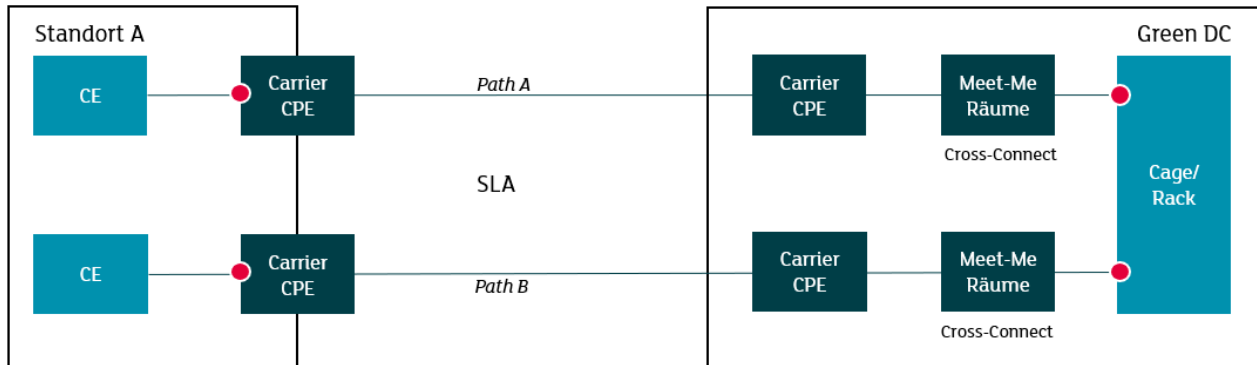 Standort A
Green DC
CE
Carrier
CPE
Path A
Carrier
CPE
Meet-Me
Räume
Cross-Connect
SLA
Cage/
Rack
CE
Carrier
CPE
Path B
Carrier
CPE
Meet-Me
Räume
Cross-Connect